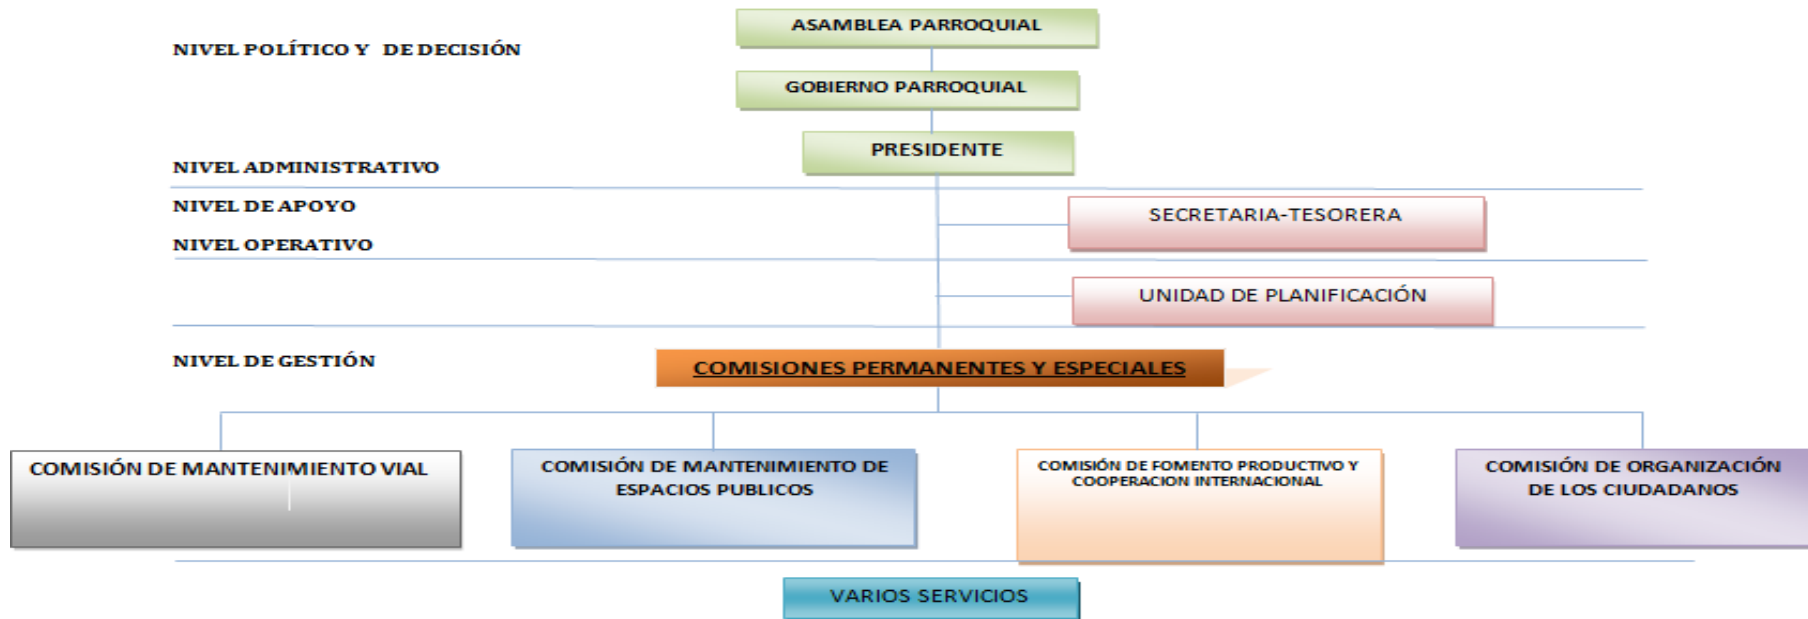 ASAMBLEA PARROQUIAL
NIVEL POLÍTICO Y DE DECISIÓN
GOBIERNO PARROQUIAL
PRESIDENTE
NIVEL ADMINISTRATIVO
NIVEL DE APOYO
SECRETARIA-TESORERA
NIVEL OPERATIVO
UNIDAD DE PLANIFICACIÓN
NIVEL DE GESTIÓN
COMISIONES PERMANENTES Y ESPECIALES
COMISIÓN DE MANTENIMIENTO VIAL
COMISIÓN DE MANTENIMIENTO DE
ESPACIOS PUBLICOS
COMISIÓN DE FOMENTO PRODUCTIVO Y
COOPERACION INTERNACIONAL
COMISIÓN DE ORGANIZACIÓN
DE LOS CIUDADANOS
VARIOS SERVICIOS